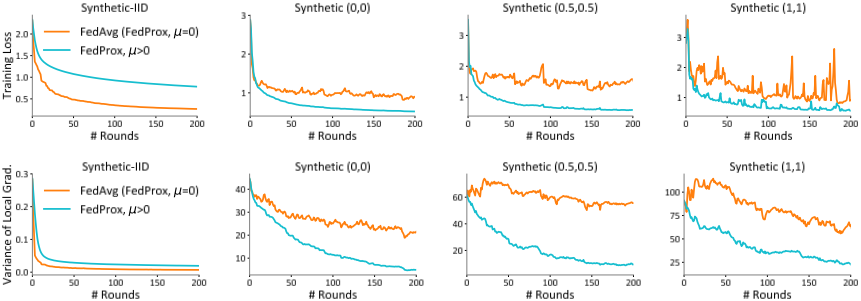 Synthetic-IID
Synthetic (0,0)
Synthetic (0.5,0.5)
Synthetic (1,1)
Training Loss
2.0
1.5
1.0
0.5
FedAvg (FedProx, μ=0)
FedProx, μ>0
0 50 100 150 200
# Rounds
3
2
1
0 50 100 150 200
# Rounds
3
2
1
0 50 100 150 200
# Rounds
3
2
1
0 50 100 150 200
# Rounds
Synthetic-IID
Synthetic (0,0)
Synthetic (0.5,0.5)
Synthetic (1,1)
Variance of Local Grad.
0.3
0.2
0.1
0.0
FedAvg (FedProx, μ=0)
FedProx, μ>0
0 50 100 150 200
# Rounds
40
30
20
10
0 50 100 150 200
# Rounds
60
40
20
0 50 100 150 200
# Rounds
100
75
50
25
0 50 100 150 200
# Rounds